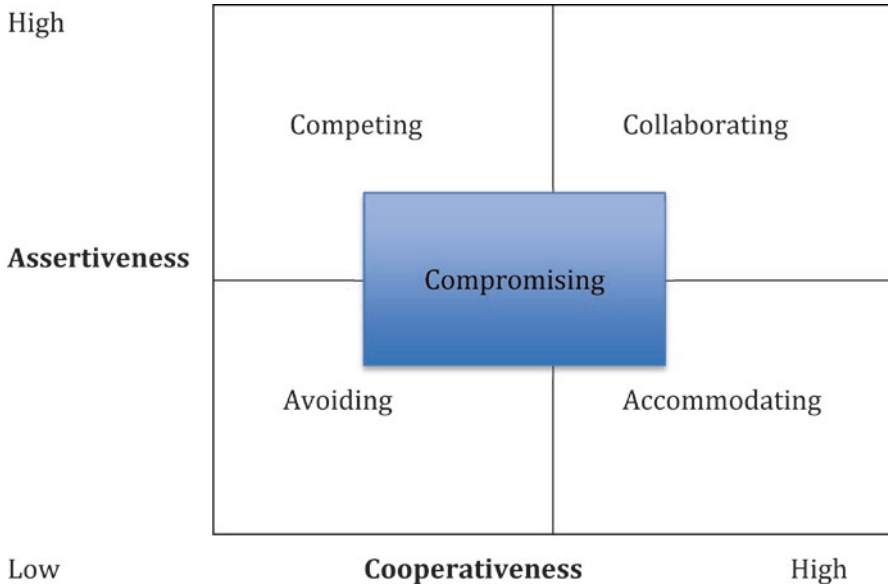 High
Competing
Collaborating
Assertiveness
Compromising
Avoiding
Accommodating
Low
Cooperativeness
High